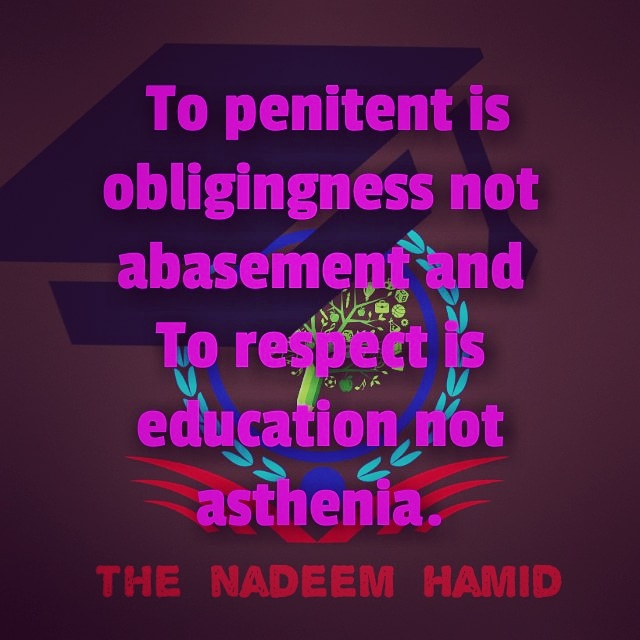 To penitent is
obligingness not
abasement and
To respect is
education not
asthenia.
THE NADEEM HAMID